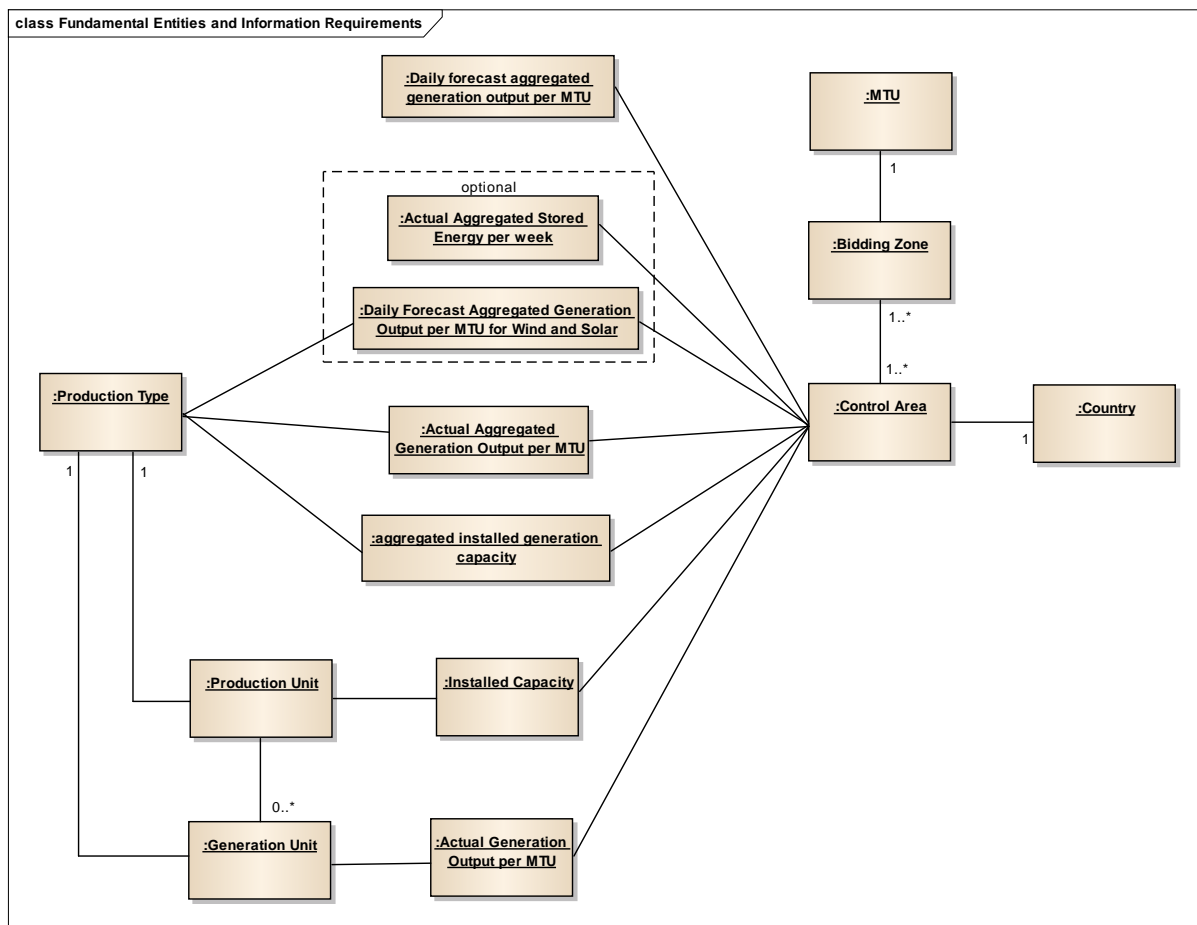 class Fundamental Entities and Information Requirements
:Daily forecast aggregated
generation output per MTU
:MTU
1
optional
:Actual Aggregated Stored
Energy per week
:Bidding Zone
:Daily Forecast Aggregated Generation
Output per MTU for Wind and Solar
1..*
1..*
:Production Type
:Control Area
:Country
1
:Actual Aggregated
Generation Output per MTU
1
1
:aggregated installed generation
capacity
:Production Unit
:Installed Capacity
0..*
:Generation Unit
:Actual Generation
Output per MTU